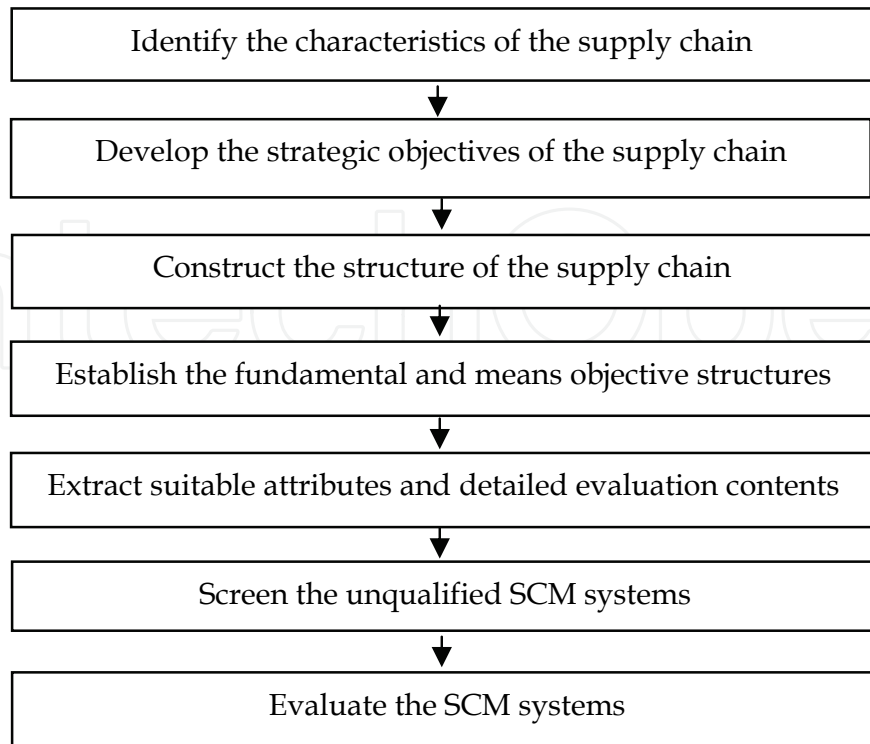 Identify the characteristics of the supply chain
Develop the strategic objectives of the supply chain
Construct the structure of the supply chain
Establish the fundamental and means objective structures
Extract suitable attributes and detailed evaluation contents
Screen the unqualified SCM systems
Evaluate the SCM systems